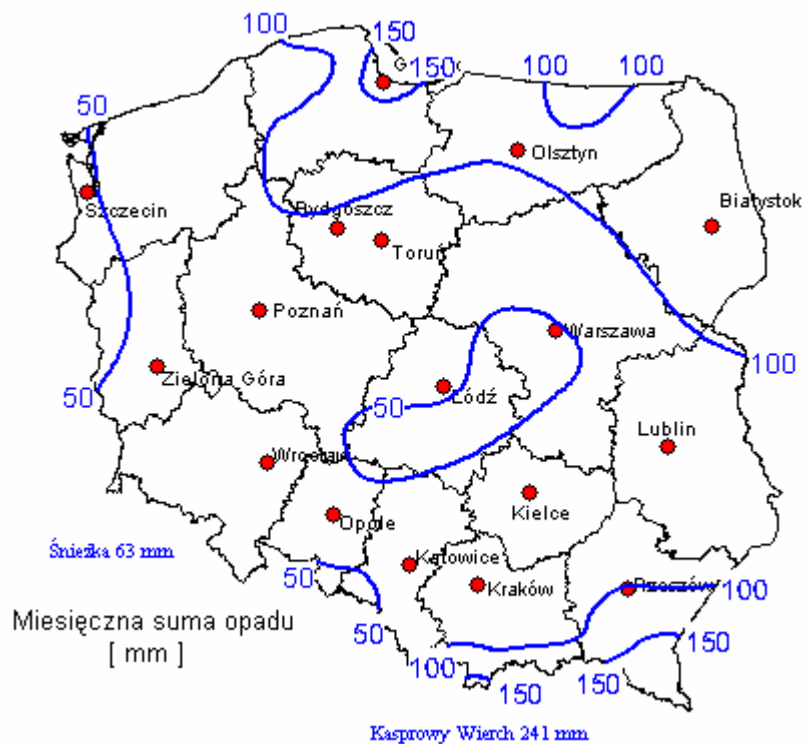 100
150
150
100
100
50
Olsztyn
Szczecin
Białystok
Bydgoszcz
Toruń
Poznań
Warszawa
100
Zielona Góra
50
50
Łódź
Lublin
Wrocław
Opole
Kielce
Śnieżka 63 mm
Katowice
50
Kraków
Rzeszów
100
50
Miesięczna suma opadu
[ mm ]
100
150
150
150
Kasprowy Wierch 241 mm